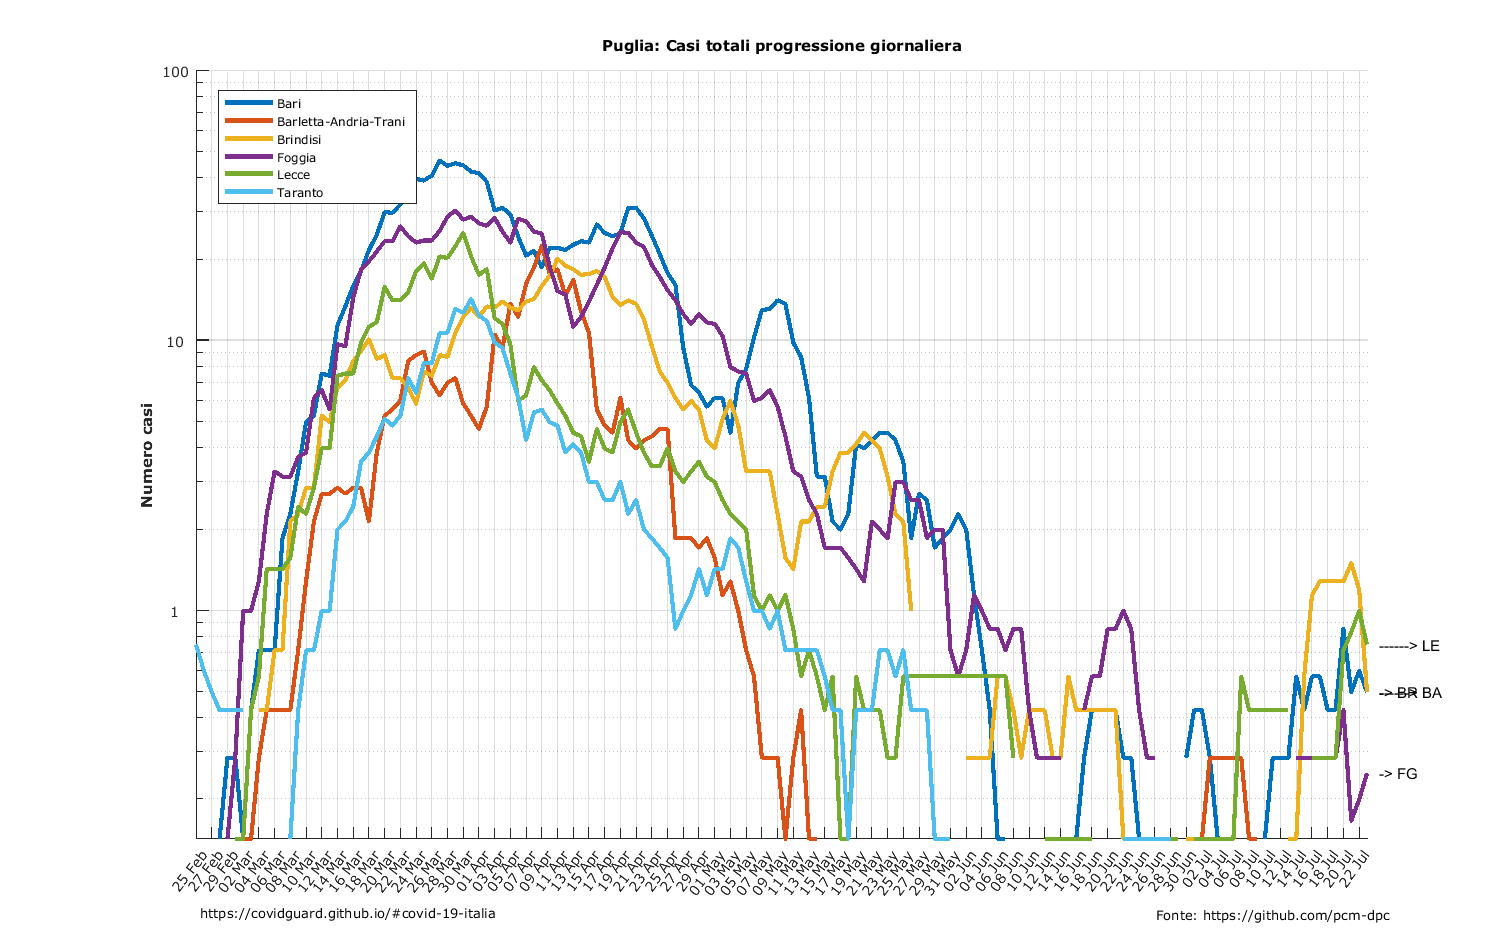 Puglia: Casi totali progressione giornaliera
100
10
1
Numero casi
Bari
Barletta-Andria-Trani
Brindisi
Foggia
Lecce
Taranto
------> LE
BR BA
-> FG
25 Feb
27 Feb
29 Feb
02 Mar
04 Mar
06 Mar
08 Mar
10 Mar
12 Mar
14 Mar
16 Mar
18 Mar
20 Mar
22 Mar
24 Mar
26 Mar
28 Mar
30 Mar
01 Apr
03 Apr
05 Apr
07 Apr
09 Apr
11 Apr
13 Apr
15 Apr
17 Apr
19 Apr
21 Apr
23 Apr
25 Apr
27 Apr
29 Apr
01 May
03 May
05 May
07 May
09 May
11 May
13 May
15 May
17 May
19 May
21 May
23 May
25 May
27 May
29 May
31 May
02 Jun
04 Jun
06 Jun
08 Jun
10 Jun
12 Jun
14 Jun
16 Jun
18 Jun
20 Jun
22 Jun
24 Jun
26 Jun
28 Jun
30 Jun
02 Jul
04 Jul
06 Jul
08 Jul
10 Jul
12 Jul
14 Jul
16 Jul
18 Jul
20 Jul
22 Jul
https://covidguard.github.io/#covid-19-italia
Fonte: https://github.com/pcm-dpc